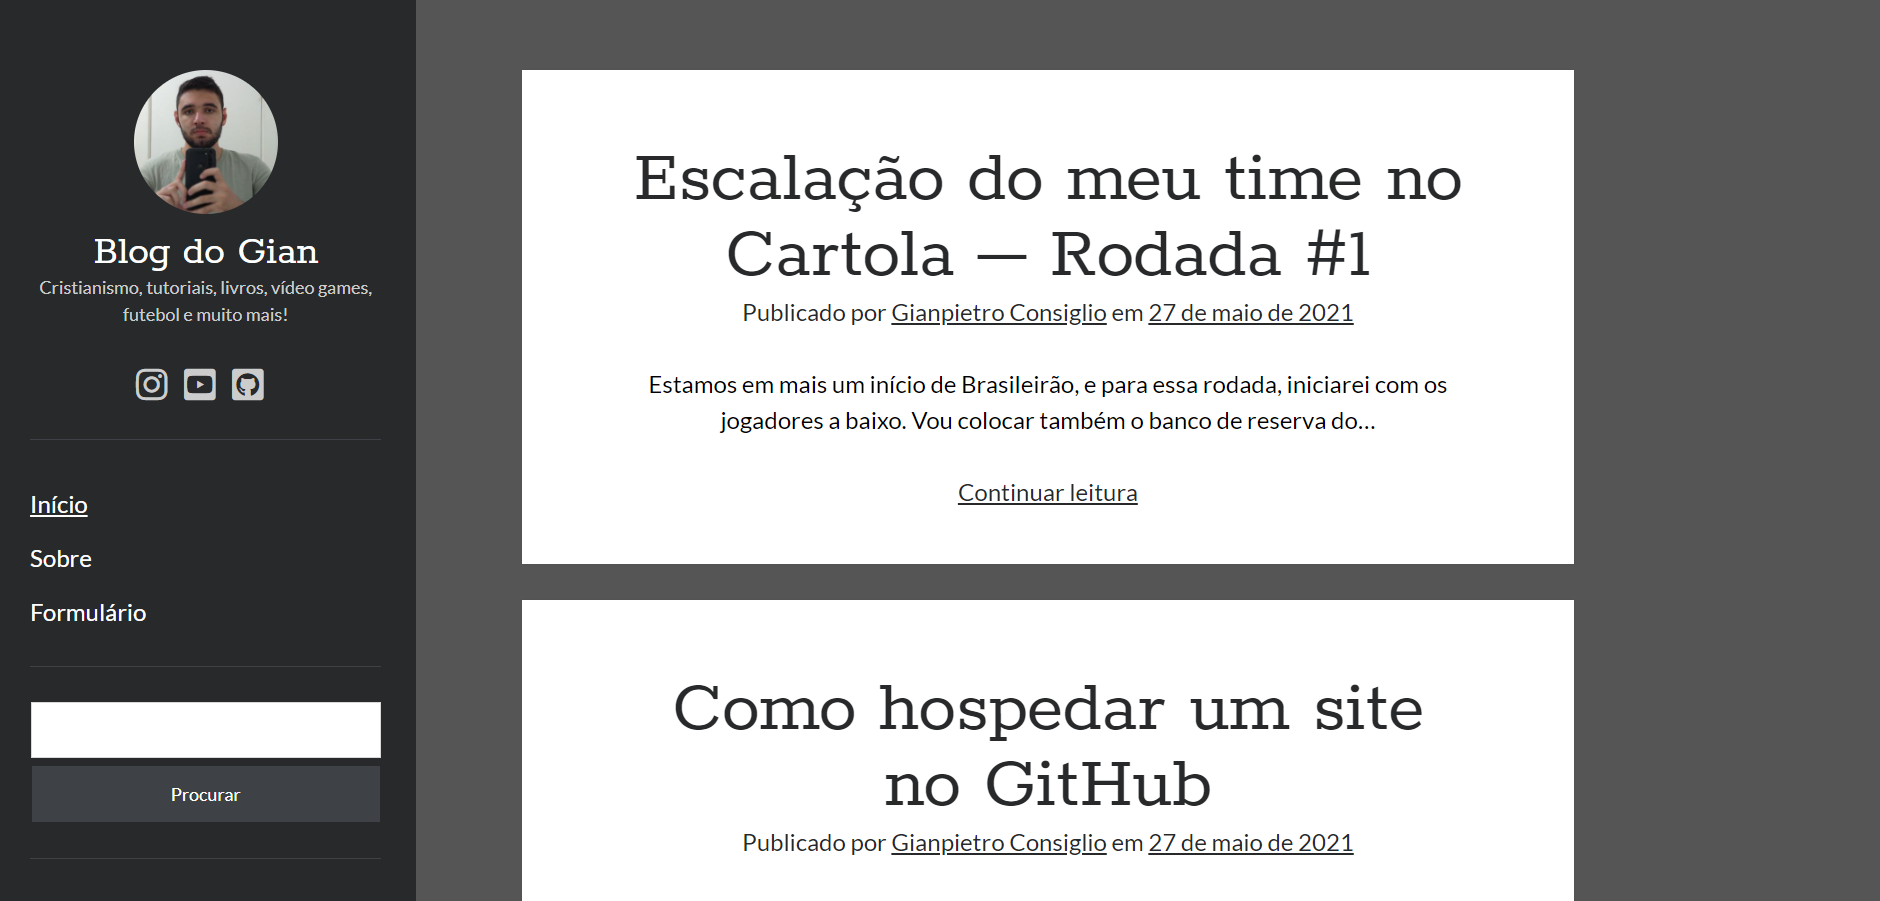 Blog do Gian
Cristianismo, tutoriais, livros, vídeo games,
futebol e muito mais!
Início
Sobre
Formulário
Procurar
Escalação do meu time no
Cartola — Rodada #1
Publicado por Gianpietro Consiglio em 27 de maio de 2021
Estamos em mais um início de Brasileirão, e para essa rodada, iniciarei com os
jogadores a baixo. Vou colocar também o banco de reserva do…
Continuar leitura
Como hospedar um site
no GitHub
Publicado por Gianpietro Consiglio em 27 de maio de 2021